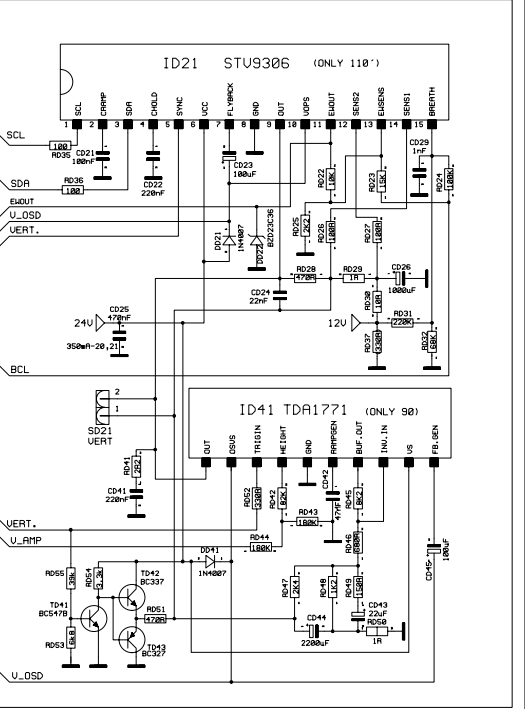 ID21 STV9306 (ONLY 110˚)
SCL CRAMP SDA CHOLD SYNC VCC FLYBACK GND OUT VOPS EWOUT SENS2 EWSENS SENS1 BREATH
1 2 3 4 5 6 7 8 9 10 11 12 13 14 15
SCL
100
RD35
CD21
100nF
CD22
220nF
CD23
100uF
CD29
1nF
RD22
10K
RD23
15K
RD24
100K
SDA
RD36
100
EWOUT
V_OSD
VERT.
DD21
1N4007
DD22
BZD23C36
RD25
2K2
RD26
100R
RD27
100R
RD28
470R
RD29
1R
CD26
1000uF
CD24
22nF
RD30
10R
CD25
470nF
24V
350mA-20,21
12V
RD31
220K
RD37
330R
RD32
68K
BCL
2
1
SD21
VERT
ID41 TDA1771 (ONLY 90)
OUT OSVS TRIGIN HEIGHT GND RAMPGEN BUF.OUT INV.IN VS FB.GEN
RD41
2R2
CD41
220nF
RD52
330R
RD42
82K
CD42
47nF
RD45
8K2
RD43
180K
VERT.
V_AMP
RD44
180K
RD46
680R
CD45
100uF
DD41
1N4007
RD55
39k
RD54
3.3k
TD42
BC337
TD41
BC547B
RD51
470R
RD53
6k8
TD43
BC327
RD47
2K4
RD48
1K2
RD49
150R
CD43
22uF
CD44
2200uF
RD50
1R
V_OSD